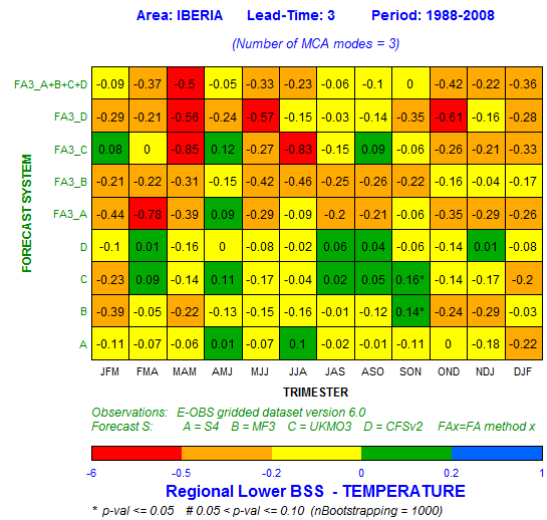 Area: IBERIA Lead-Time: 3 Period: 1988-2008
(Number of MCA modes = 3)
FORECAST SYSTEM
FA3_A+B+C+D -0.09 -0.37 -0.5 -0.05 -0.33 -0.23 -0.06 -0.1 0 -0.42 -0.22 -0.36
FA3_D -0.29 -0.21 -0.56 -0.24 -0.57 -0.15 -0.03 -0.14 -0.35 -0.61 -0.16 -0.28
FA3_C 0.08 0 -0.85 0.12 -0.27 -0.83 -0.15 0.09 -0.06 -0.26 -0.21 -0.33
FA3_B -0.21 -0.22 -0.31 -0.15 -0.42 -0.46 -0.25 -0.26 -0.22 -0.16 -0.04 -0.17
FA3_A -0.44 -0.78 -0.39 0.09 -0.29 -0.09 -0.2 -0.21 -0.06 -0.35 -0.29 -0.26
D -0.1 0.01 -0.16 0 -0.08 -0.02 0.06 0.04 -0.06 -0.14 0.01 -0.08
C -0.23 0.09 -0.14 0.11 -0.17 -0.04 0.02 0.05 0.16* -0.14 -0.17 -0.2
B -0.39 -0.05 -0.22 -0.13 -0.15 -0.16 -0.01 -0.12 0.14* -0.24 -0.29 -0.03
A -0.11 -0.07 -0.06 0.01 -0.07 0.1 -0.02 -0.01 -0.11 0 -0.18 -0.22
JFM FMA MAM AMJ MJJ JJA JAS ASO SON OND NDJ DJF
TRIMESTER
Observations: E-OBS gridded dataset version 6.0
Forecast S: A = S4 B = MF3 C = UKMO3 D = CFSv2 FAx=FA method x
-6 -0.5 -0.2 0 0.2 1
Regional Lower BSS - TEMPERATURE
* p-val <= 0.05 # 0.05 < p-val <= 0.10 (nBootstrapping = 1000)